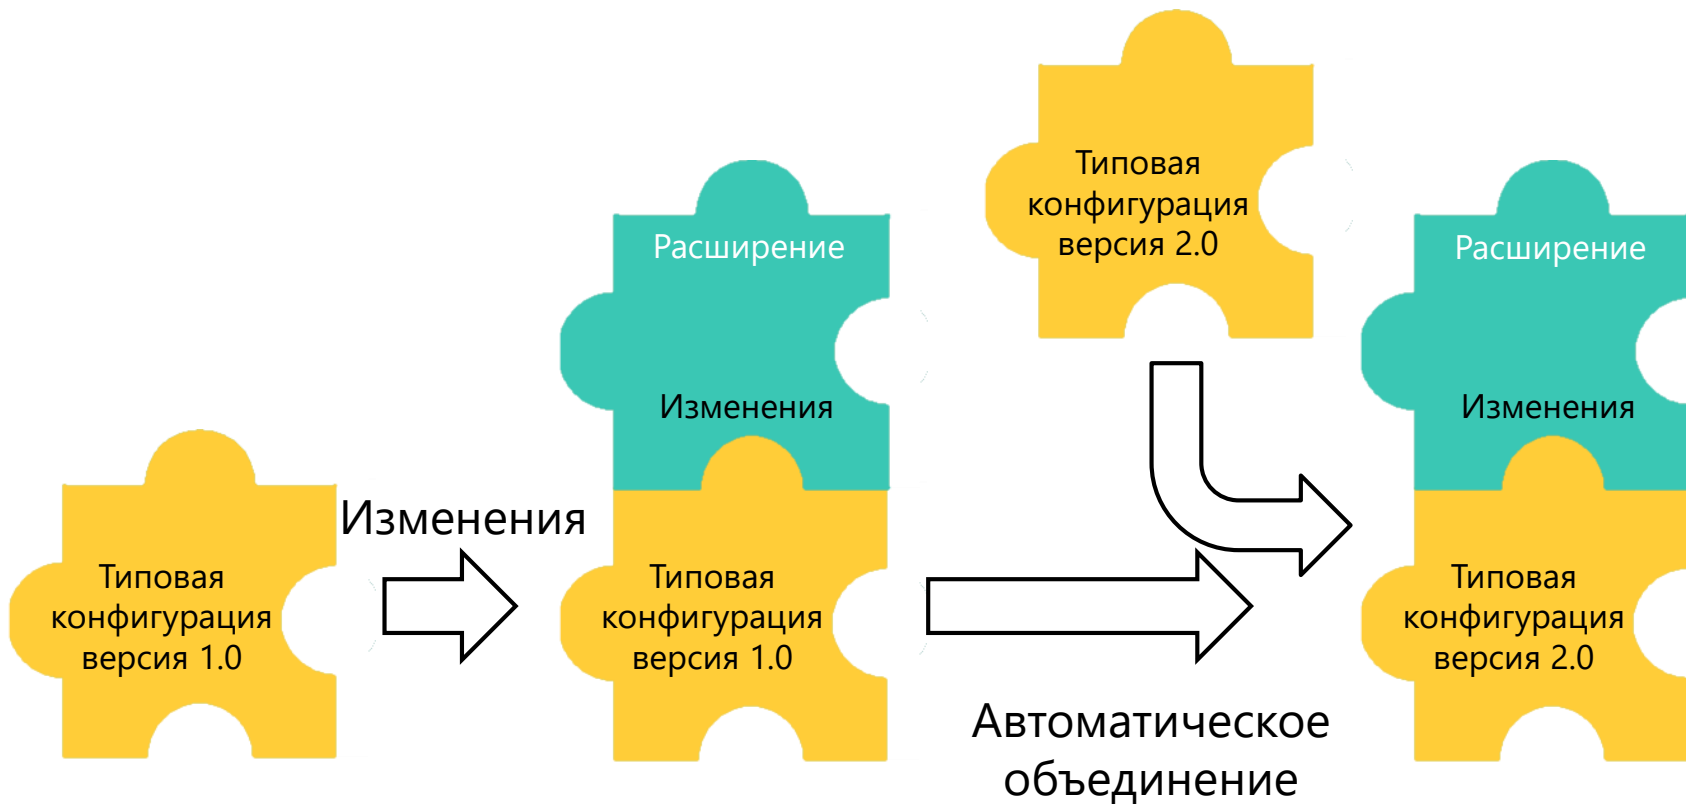 Типовая
конфигурация
версия 1.0
Изменения
Расширение
Изменения
Типовая
конфигурация
версия 1.0
Типовая
конфигурация
версия 2.0
Автоматическое
объединение
Расширение
Изменения
Типовая
конфигурация
версия 2.0